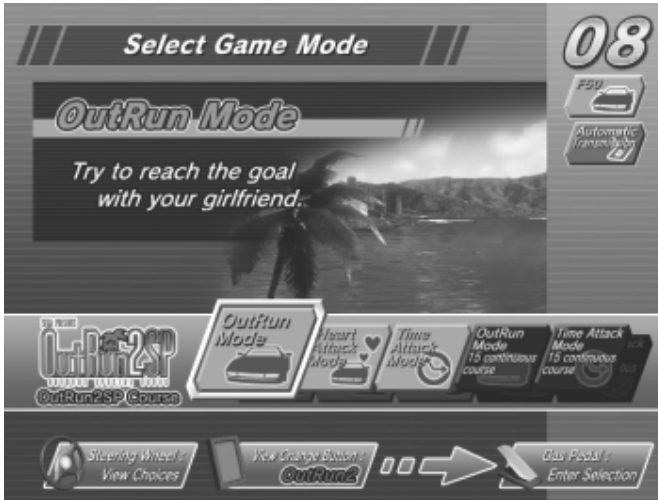 Select Game Mode
08
F50
Automatic
Transmission
OutRun Mode
Try to reach the goal
with your girlfriend.
OutRun2SP
OutRun2SP Course
OutRun
Mode
Heart
Attack
Mode
Time
Attack
Mode
OutRun
Mode
15 continuous
course
Time Attack
Mode
15 continuous
course
Steering Wheel :
View Choices
View Change Button :
OutRun2
Gas Pedal :
Enter Selection